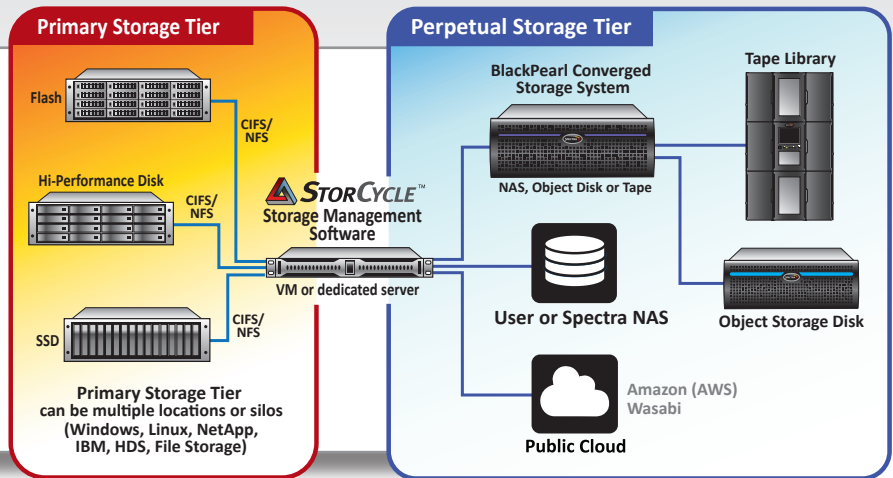 Primary Storage Tier
Flash
CIFS/
NFS
Hi-Performance Disk
CIFS/
NFS
SSD
CIFS/
NFS
Primary Storage Tier
can be multiple locations or silos
(Windows, Linux, NetApp,
IBM, HDS, File Storage)
STORCYCLE™
Storage Management
Software
VM or dedicated server
Perpetual Storage Tier
BlackPearl Converged
Storage System
NAS, Object Disk or Tape
Tape Library
User or Spectra NAS
Object Storage Disk
Amazon (AWS)
Wasabi
Public Cloud